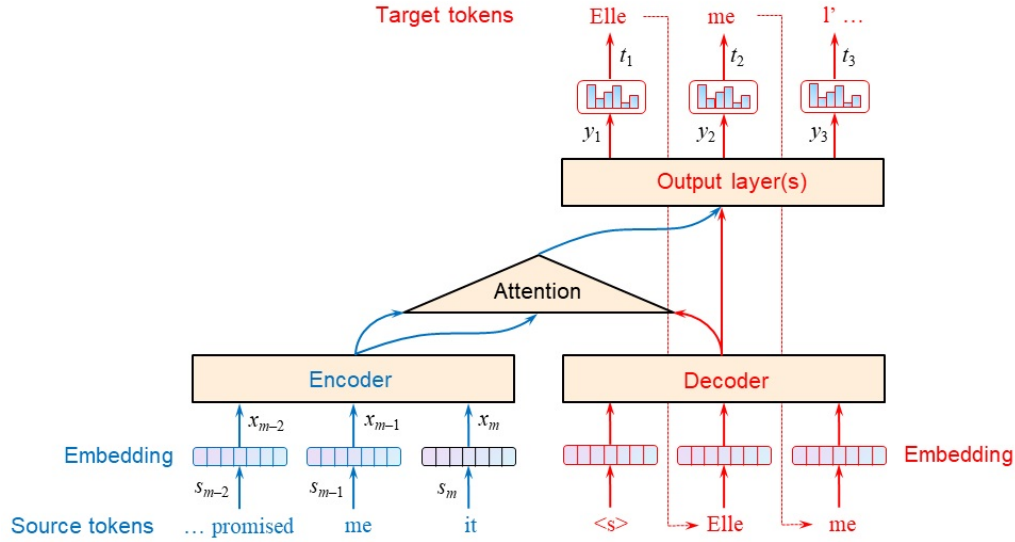 Target tokens Elle me l’ …
t1 t2 t3
y1 y2 y3
Output layer(s)
Attention
Encoder Decoder
xm–2 xm–1 xm
Embedding Embedding
sm–2 sm–1 sm
Source tokens … promised me it <s> Elle me